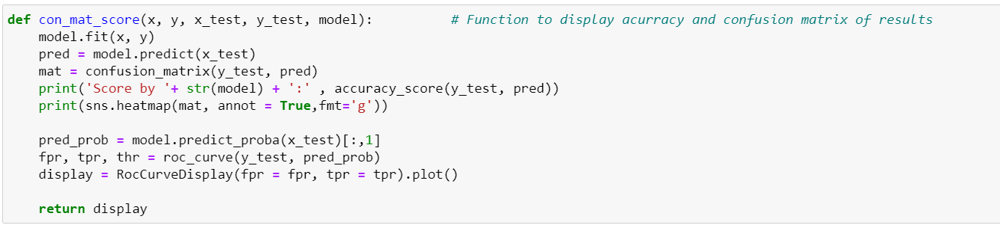 def con_mat_score(x, y, x_test, y_test, model):          # Function to display acurracy and confusion matrix of results
    model.fit(x, y)
    pred = model.predict(x_test)
    mat = confusion_matrix(y_test, pred)
    print('Score by '+ str(model) + ':' , accuracy_score(y_test, pred))
    print(sns.heatmap(mat, annot = True,fmt='g'))

    pred_prob = model.predict_proba(x_test)[:,1]
    fpr, tpr, thr = roc_curve(y_test, pred_prob)
    display = RocCurveDisplay(fpr = fpr, tpr = tpr).plot()

    return display